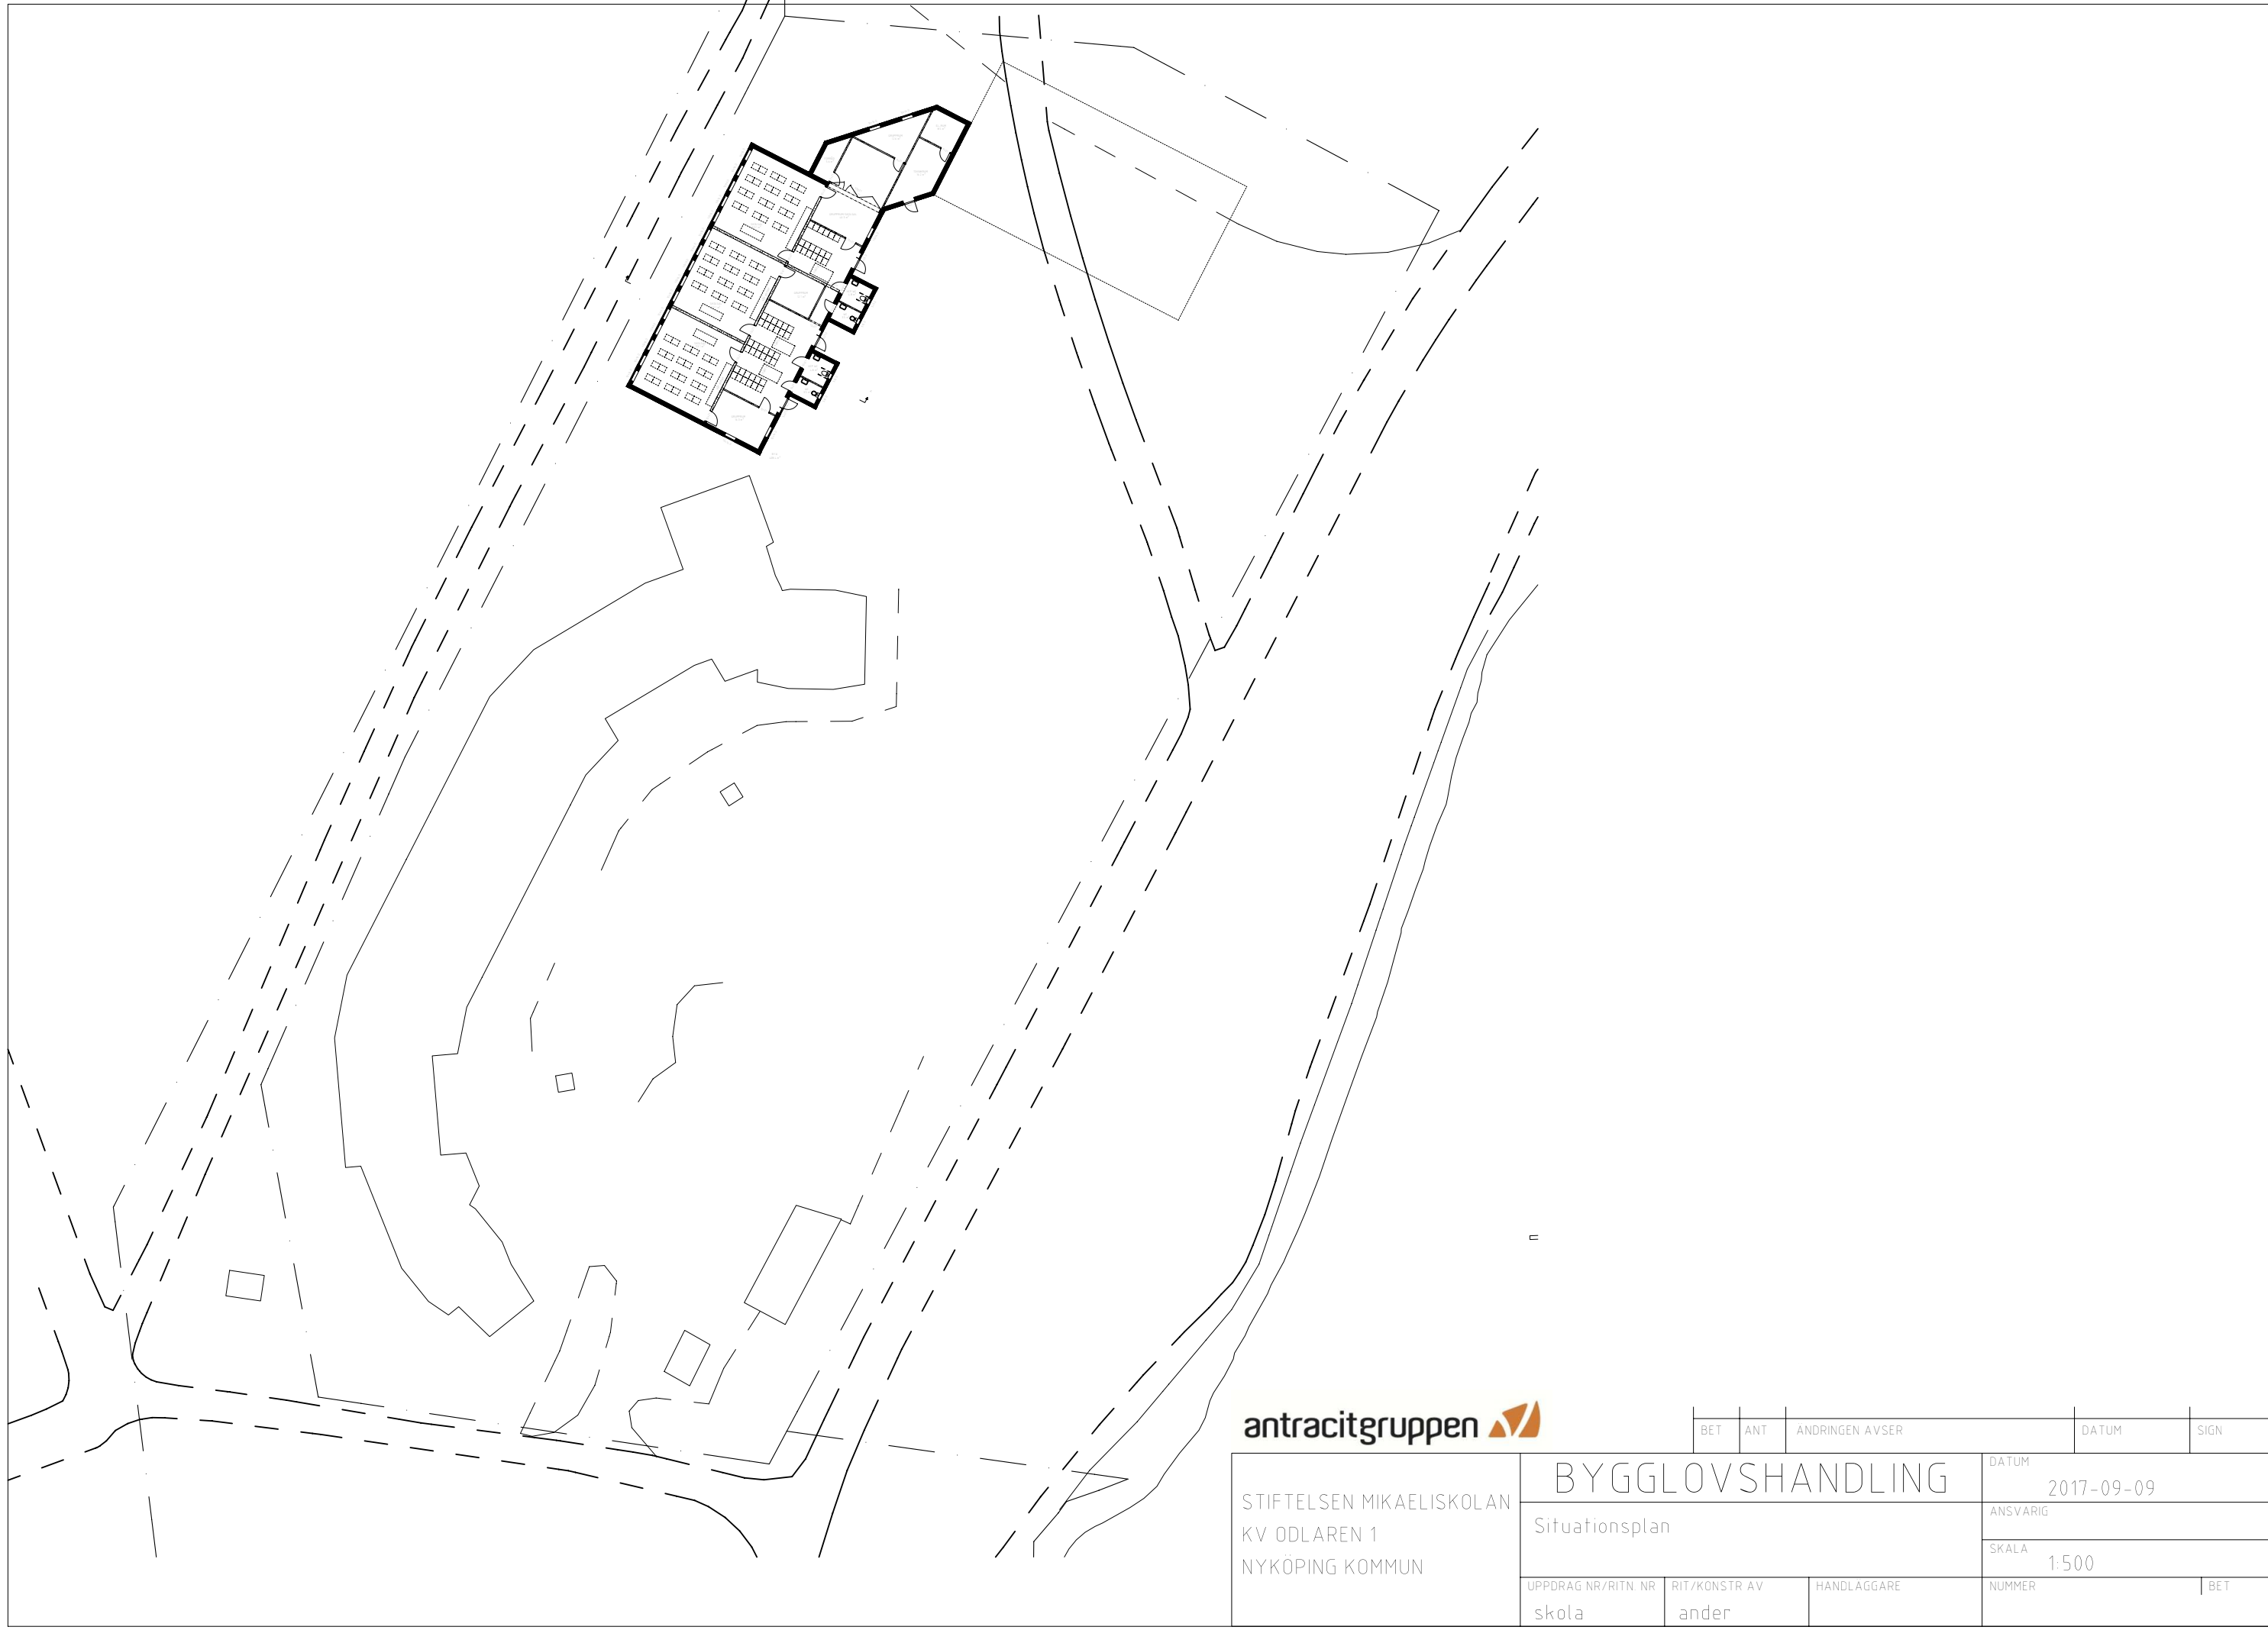 antracitgruppen
BET ANT ANDRINGEN AVSER DATUM SIGN
STIFTELSEN MIKAELISKOLAN
KV ODLAREN 1
NYKÖPING KOMMUN
BYGGLOVSHANDLING
Situationsplan
DATUM
2017-09-09
ANSVARIG
SKALA
1:500
UPPDRAG NR/RITN. NR RIT/KONSTR AV HANDLAGGARE NUMMER BET
skola ander